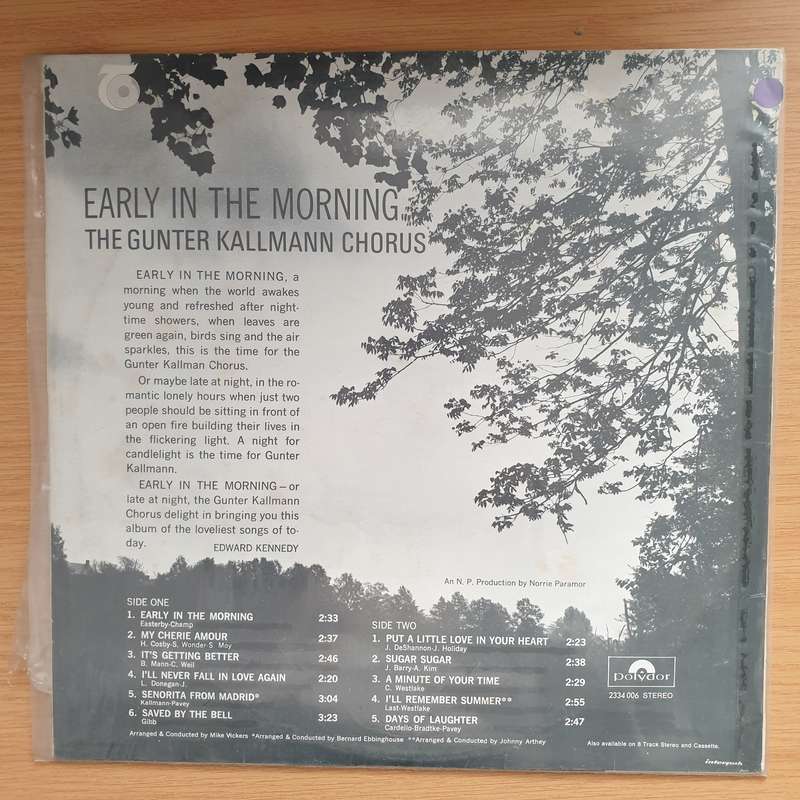 EARLY IN THE MORNING...
THE GUNTER KALLMANN CHORUS
EARLY IN THE MORNING, a
morning when the world awakes
young and refreshed after night-
time showers, when leaves are
green again, birds sing and the air
sparkles, this is the time for the
Gunter Kallman Chorus.
Or maybe late at night, in the ro-
mantic lonely hours when just two
people should be sitting in front of
an open fire building their lives in
the flickering light. A night for
candlelight is the time for Gunter
Kallmann.
EARLY IN THE MORNING – or
late at night, the Gunter Kallmann
Chorus delight in bringing you this
album of the loveliest songs of to-
day.
EDWARD KENNEDY
An N. P. Production by Norrie Paramor
SIDE ONE
1. EARLY IN THE MORNING 2:33
Easterby-Champ
2. MY CHERIE AMOUR 2:37
H. Cosby-S. Wonder-S. Moy
3. IT'S GETTING BETTER 2:46
B. Mann-C. Weil
4. I'LL NEVER FALL IN LOVE AGAIN 2:20
L. Donegan-J.
5. SENORITA FROM MADRID* 3:04
Kallmann-Pavey
6. SAVED BY THE BELL 3:23
Gibb
SIDE TWO
1. PUT A LITTLE LOVE IN YOUR HEART 2:23
J. DeShannon-J. Holiday
2. SUGAR SUGAR 2:38
J. Barry-A. Kim
3. A MINUTE OF YOUR TIME 2:29
C. Westlake
4. I'LL REMEMBER SUMMER** 2:55
Last-Westlake
5. DAYS OF LAUGHTER 2:47
Cardello-Bradtke-Pavey
polydor
2334 006 STEREO
Arranged & Conducted by Mike Vickers *Arranged & Conducted by Bernard Ebbinghouse **Arranged & Conducted by Johnny Arthey
Also available on 8 Track Stereo and Cassette.
interpak